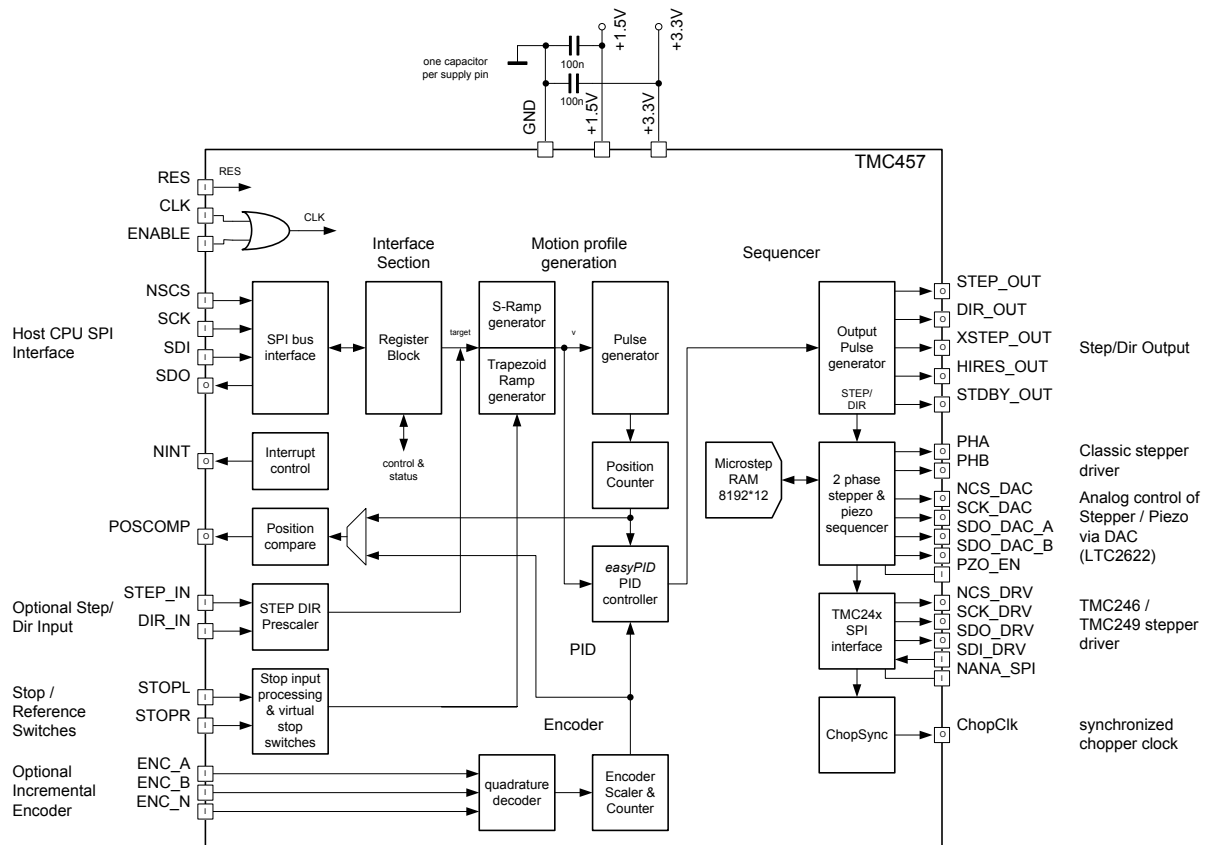 +1.5V
+3.3V
one capacitor
per supply pin
100n
100n
GND
+1.5V
+3.3V
TMC457
RES
I
RES
CLK
I
CLK
ENABLE
I
Interface
Section
Motion profile
generation
Sequencer
Host CPU SPI
Interface
NSCS
I
SCK
I
SDI
I
SDO
O
SPI bus
interface
Register
Block
target
S-Ramp
generator
Trapezoid
Ramp
generator
v
Pulse
generator
Output
Pulse
generator
STEP/
DIR
STEP_OUT
O
DIR_OUT
O
XSTEP_OUT
O
HIRES_OUT
O
STDBY_OUT
O
Step/Dir Output
NINT
O
Interrupt
control
control &
status
Position
Counter
Microstep
RAM
8192*12
2 phase
stepper &
piezo
sequencer
PHA
O
PHB
O
Classic stepper
driver
NCS_DAC
O
SCK_DAC
O
SDO_DAC_A
O
SDO_DAC_B
O
PZO_EN
I
Analog control of
Stepper / Piezo
via DAC
(LTC2622)
POSCOMP
O
Position
compare
easyPID
PID
controller
PID
Optional Step/
Dir Input
STEP_IN
I
DIR_IN
I
STEP DIR
Prescaler
TMC24x
SPI
interface
NCS_DRV
O
SCK_DRV
O
SDO_DRV
O
SDI_DRV
I
NANA_SPI
I
TMC246 /
TMC249 stepper
driver
Stop /
Reference
Switches
STOPL
I
STOPR
I
Stop input
processing
& virtual
stop
switches
Encoder
ChopSync
ChopClk
O
synchronized
chopper clock
Optional
Incremental
Encoder
ENC_A
I
ENC_B
I
ENC_N
I
quadrature
decoder
Encoder
Scaler &
Counter